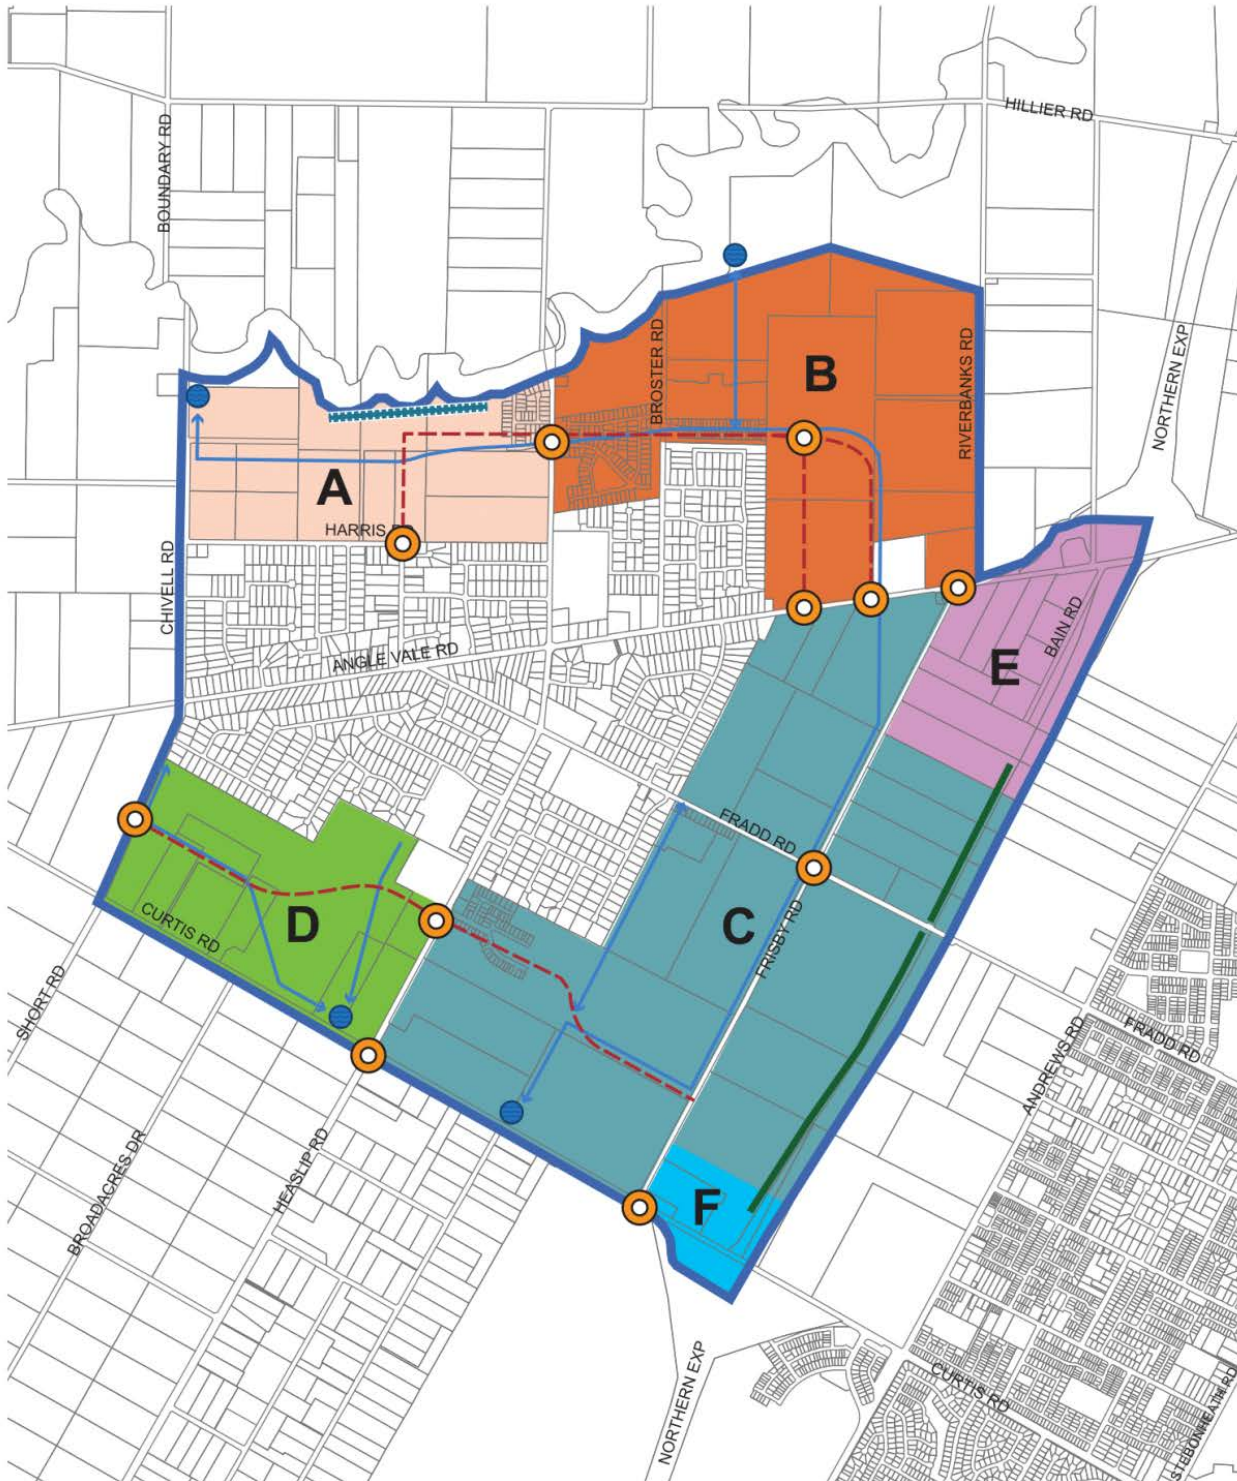 HILLIER RD
BOUNDARY RD
NORTHERN EXP
BROSTER RD
B
RIVERBANKS RD
A
HARRIS R
CHIVELL RD
ANGLE VALE RD
BAIN RD
E
FRADD RD
CURTIS RD
D
C
FRISBY RD
SHORT RD
FRADD RD
ANDREWS RD
BROADACRES DR
HEASLIP RD
F
NORTHERN EXP
CURTIS RD
STEBONHEATH RD